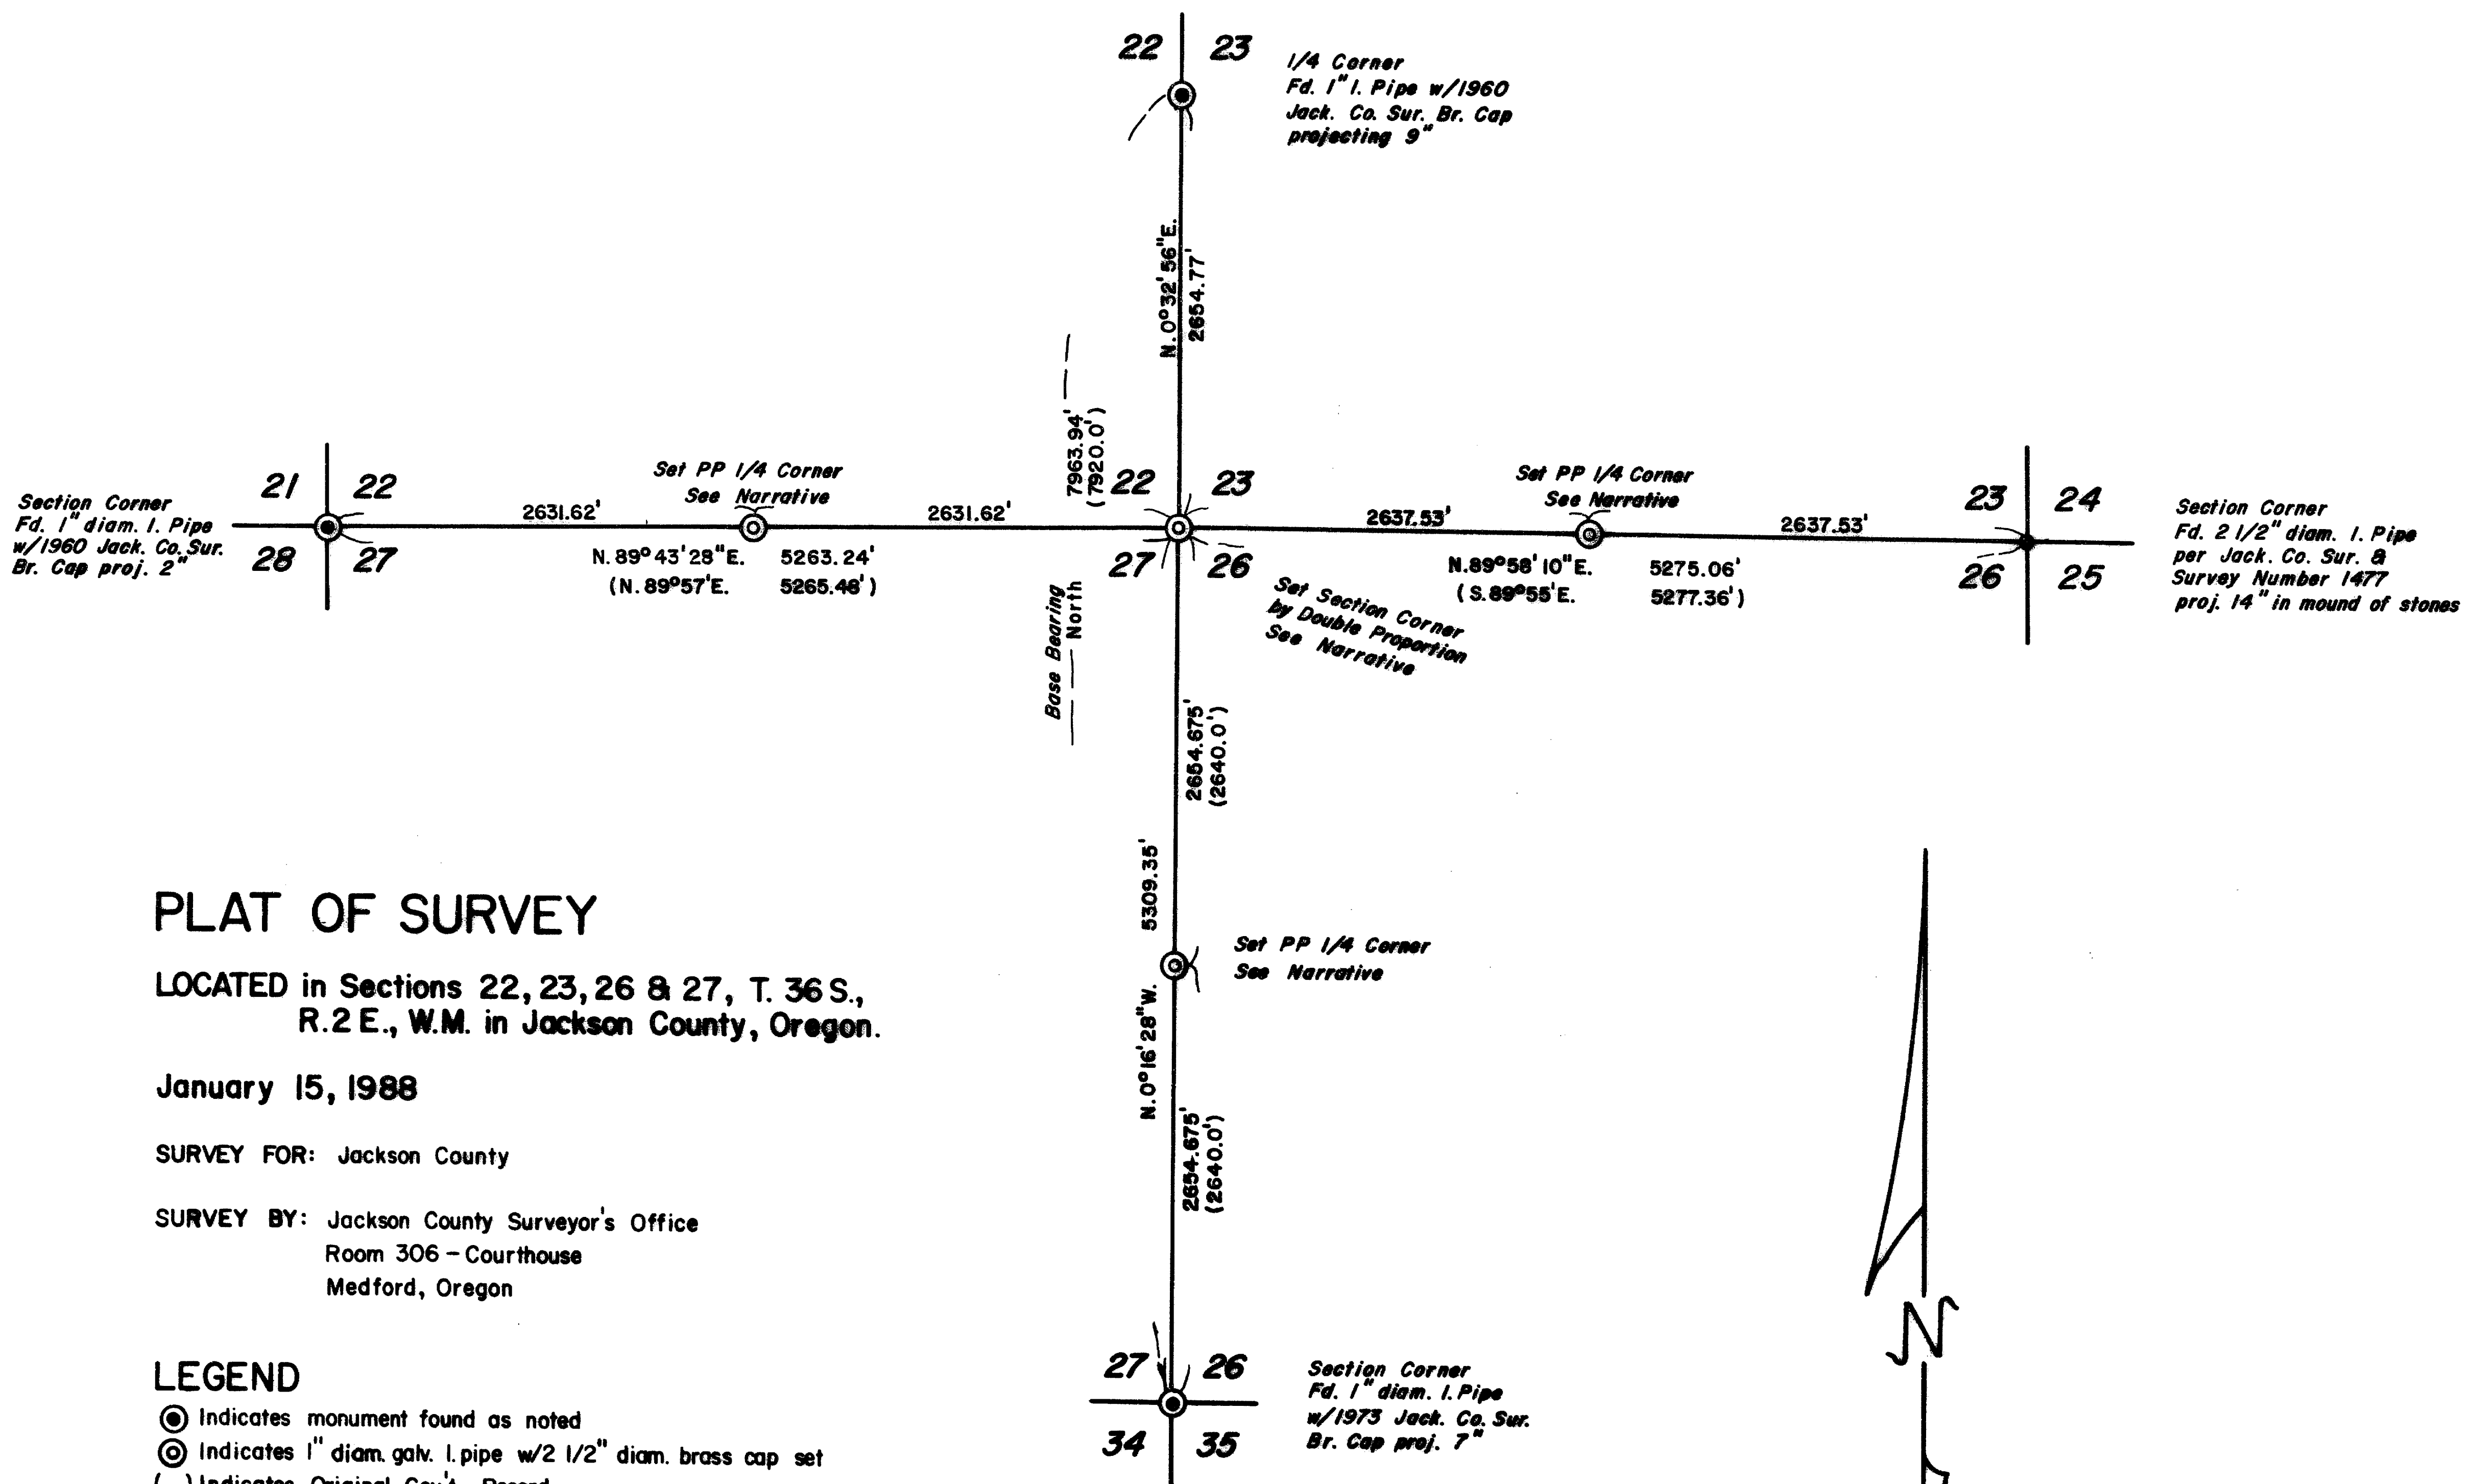 22 23
1/4 Corner
Fd. 1" I. Pipe w/1960
Jack. Co. Sur. Br. Cap
projecting 9"
N. 0°32'56"E.
2654.77'
7963.94'
(7920.0')
Base Bearing
North
21 22
28 27
Section Corner
Fd. 1" diam. I. Pipe
w/1960 Jack. Co. Sur.
Br. Cap proj. 2"
2631.62'
Set PP 1/4 Corner
See Narrative
2631.62'
N. 89°43'28"E. 5263.24'
(N. 89°57'E. 5265.48')
22 23
27 26
Set Section Corner
by Double Proportion
See Narrative
2637.53'
Set PP 1/4 Corner
See Narrative
2637.53'
N. 89°58'10"E. 5275.06'
(S. 89°55'E. 5277.36')
23 24
26 25
Section Corner
Fd. 2 1/2" diam. I. Pipe
per Jack. Co. Sur. &
Survey Number 1477
proj. 14" in mound of stones
2654.675'
(2640.0')
5309.35'
N. 0°16'28"W.
Set PP 1/4 Corner
See Narrative
2654.675'
(2640.0')
27 26
34 35
Section Corner
Fd. 1" diam. I. Pipe
w/1973 Jack. Co. Sur.
Br. Cap proj. 7"
N
PLAT OF SURVEY
LOCATED in Sections 22, 23, 26 & 27, T. 36 S.,
R. 2 E., W.M. in Jackson County, Oregon.
January 15, 1988
SURVEY FOR: Jackson County
SURVEY BY: Jackson County Surveyor's Office
Room 306 - Courthouse
Medford, Oregon
LEGEND
Indicates monument found as noted
Indicates 1" diam. galv. I. pipe w/2 1/2" diam. brass cap set
( ) Indicates Original Gov't. Record